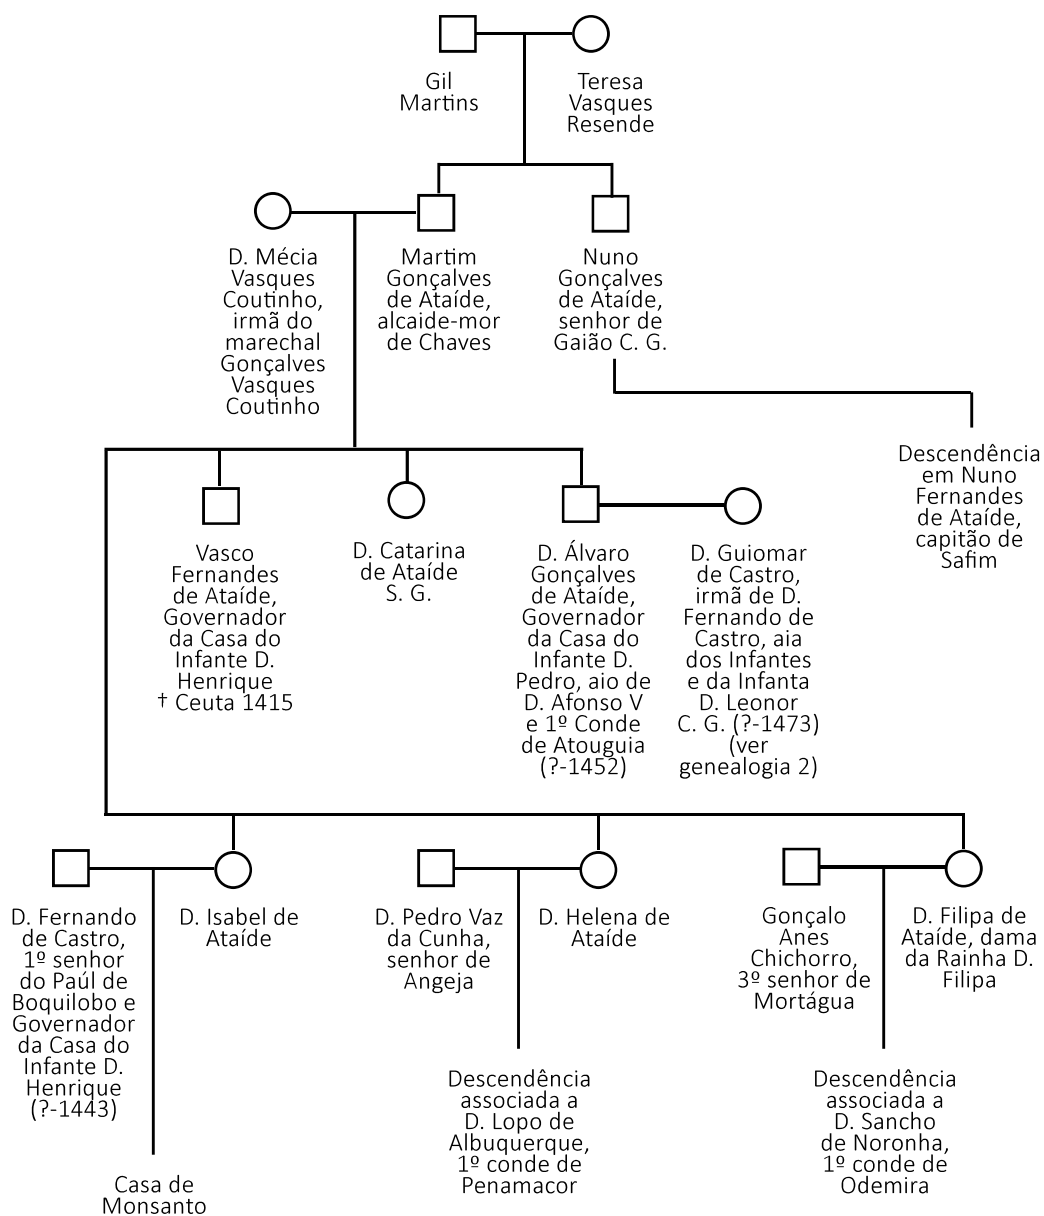 Gil
Martins
Teresa
Vasques
Resende
D. Mécia
Vasques
Coutinho,
irmã do
marechal
Gonçalves
Vasques
Coutinho
Martim
Gonçalves
de Ataíde,
alcaide-mor
de Chaves
Nuno
Gonçalves
de Ataíde,
senhor de
Gaião C. G.
Descendência
em Nuno
Fernandes
de Ataíde,
capitão de
Safim
Vasco
Fernandes
de Ataíde,
Governador
da Casa do
Infante D.
Henrique
† Ceuta 1415
D. Catarina
de Ataíde
S. G.
D. Álvaro
Gonçalves
de Ataíde,
Governador
da Casa do
Infante D.
Pedro, aio de
D. Afonso V
e 1º Conde
de Atouguia
(?-1452)
D. Guiomar
de Castro,
irmã de D.
Fernando de
Castro, aia
dos Infantes
e da Infanta
D. Leonor
C. G. (?-1473)
(ver
genealogia 2)
D. Fernando
de Castro,
1º senhor
do Paúl de
Boquilobo e
Governador
da Casa do
Infante D.
Henrique
(?-1443)
D. Isabel de
Ataíde
D. Pedro Vaz
da Cunha,
senhor de
Angeja
D. Helena de
Ataíde
Gonçalo
Anes
Chichorro,
3º senhor de
Mortágua
D. Filipa de
Ataíde, dama
da Rainha D.
Filipa
Casa de
Monsanto
Descendência
associada a
D. Lopo de
Albuquerque,
1º conde de
Penamacor
Descendência
associada a
D. Sancho
de Noronha,
1º conde de
Odemira